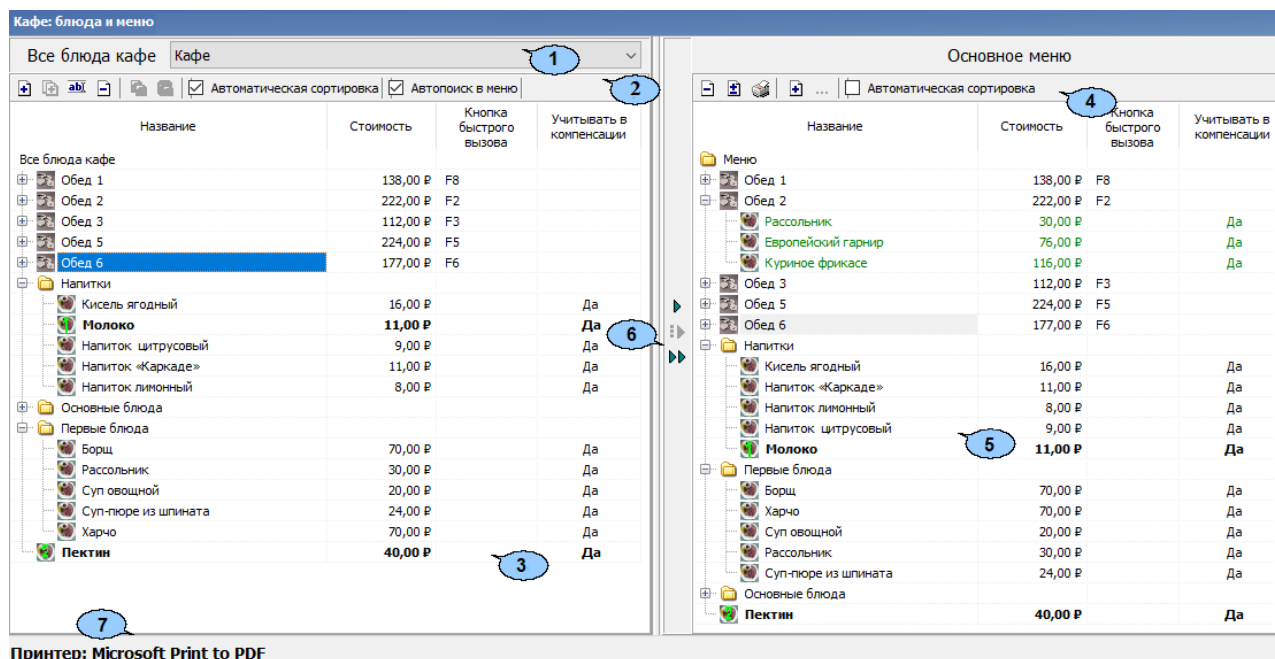 Кафе: блюда и меню
Все блюда кафе Кафе
1
abl Автоматическая сортировка Автопоиск в меню
2
Название Стоимость Кнопка быстрого вызова Учитывать в компенсации
Все блюда кафе
Обед 1 138,00 ₽ F8
Обед 2 222,00 ₽ F2
Обед 3 112,00 ₽ F3
Обед 5 224,00 ₽ F5
Обед 6 177,00 ₽ F6
Напитки
Кисель ягодный 16,00 ₽ Да
Молоко 11,00 ₽ Да
Напиток цитрусовый 9,00 ₽ Да
Напиток «Каркаде» 11,00 ₽ Да
Напиток лимонный 8,00 ₽ Да
Основные блюда
Первые блюда
Борщ 70,00 ₽ Да
Рассольник 30,00 ₽ Да
Суп овощной 20,00 ₽ Да
Суп-пюре из шпината 24,00 ₽ Да
Харчо 70,00 ₽ Да
Пектин 40,00 ₽ Да
3
6
Основное меню
... Автоматическая сортировка
4
Название Стоимость Кнопка быстрого вызова Учитывать в компенсации
Меню
Обед 1 138,00 ₽ F8
Обед 2 222,00 ₽ F2
Рассольник 30,00 ₽ Да
Европейский гарнир 76,00 ₽ Да
Куриное фрикасе 116,00 ₽ Да
Обед 3 112,00 ₽ F3
Обед 5 224,00 ₽ F5
Обед 6 177,00 ₽ F6
Напитки
Кисель ягодный 16,00 ₽ Да
Напиток «Каркаде» 11,00 ₽ Да
Напиток лимонный 8,00 ₽ Да
Напиток цитрусовый 9,00 ₽ Да
5
Молоко 11,00 ₽ Да
Первые блюда
Борщ 70,00 ₽ Да
Харчо 70,00 ₽ Да
Суп овощной 20,00 ₽ Да
Рассольник 30,00 ₽ Да
Суп-пюре из шпината 24,00 ₽ Да
Основные блюда
Пектин 40,00 ₽ Да
7
Принтер: Microsoft Print to PDF